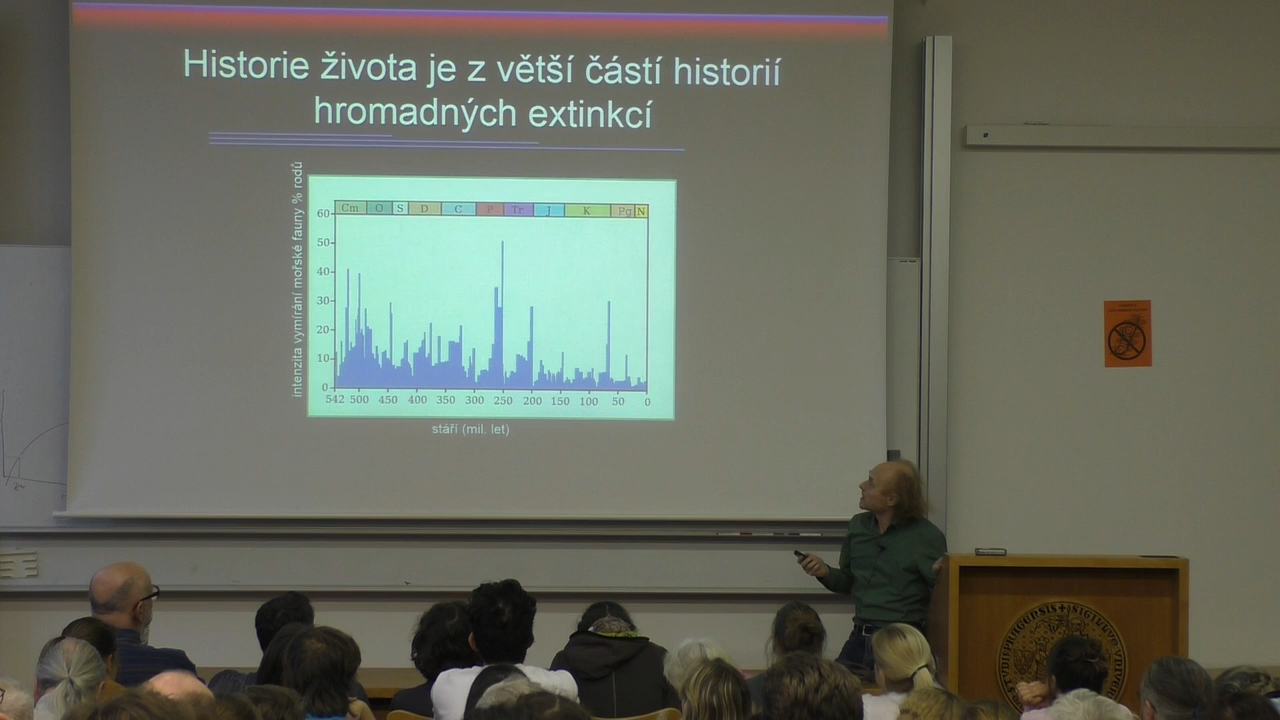 Historie života je z větší částí historií
hromadných extinkcí
intenzita vymírání mořské fauny % rodů
Cm O S D C P Tr J K Pg N
60
50
40
30
20
10
0
542 500 450 400 350 300 250 200 150 100 50 0
stáří (mil. let)